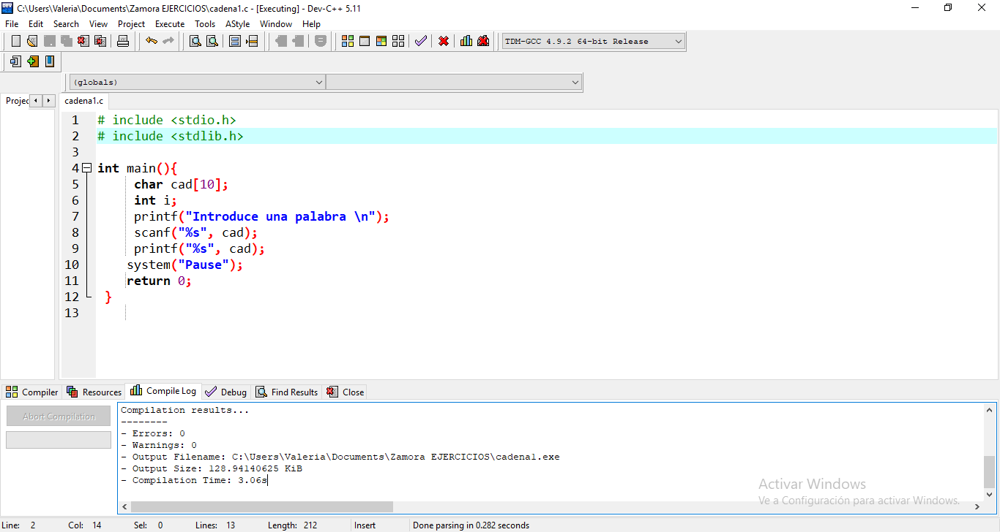 C:\Users\Valeria\Documents\Zamora EJERCICIOS\cadena1.c - [Executing] - Dev-C++ 5.11
File Edit Search View Project Execute Tools AStyle Window Help
TDM-GCC 4.9.2 64-bit Release
(globals)
Projec cadena1.c
1 # include <stdio.h>
2 # include <stdlib.h>
3
4 int main(){
5 char cad[10];
6 int i;
7 printf("Introduce una palabra \n");
8 scanf("%s", cad);
9 printf("%s", cad);
10 system("Pause");
11 return 0;
12 }
13
Compiler Resources Compile Log Debug Find Results Close
Abort Compilation
Compilation results...
--------
- Errors: 0
- Warnings: 0
- Output Filename: C:\Users\Valeria\Documents\Zamora EJERCICIOS\cadena1.exe
- Output Size: 128.94140625 KiB
- Compilation Time: 3.06s
Activar Windows
Ve a Configuración para activar Windows.
Line: 2 Col: 14 Sel: 0 Lines: 13 Length: 212 Insert Done parsing in 0.282 seconds